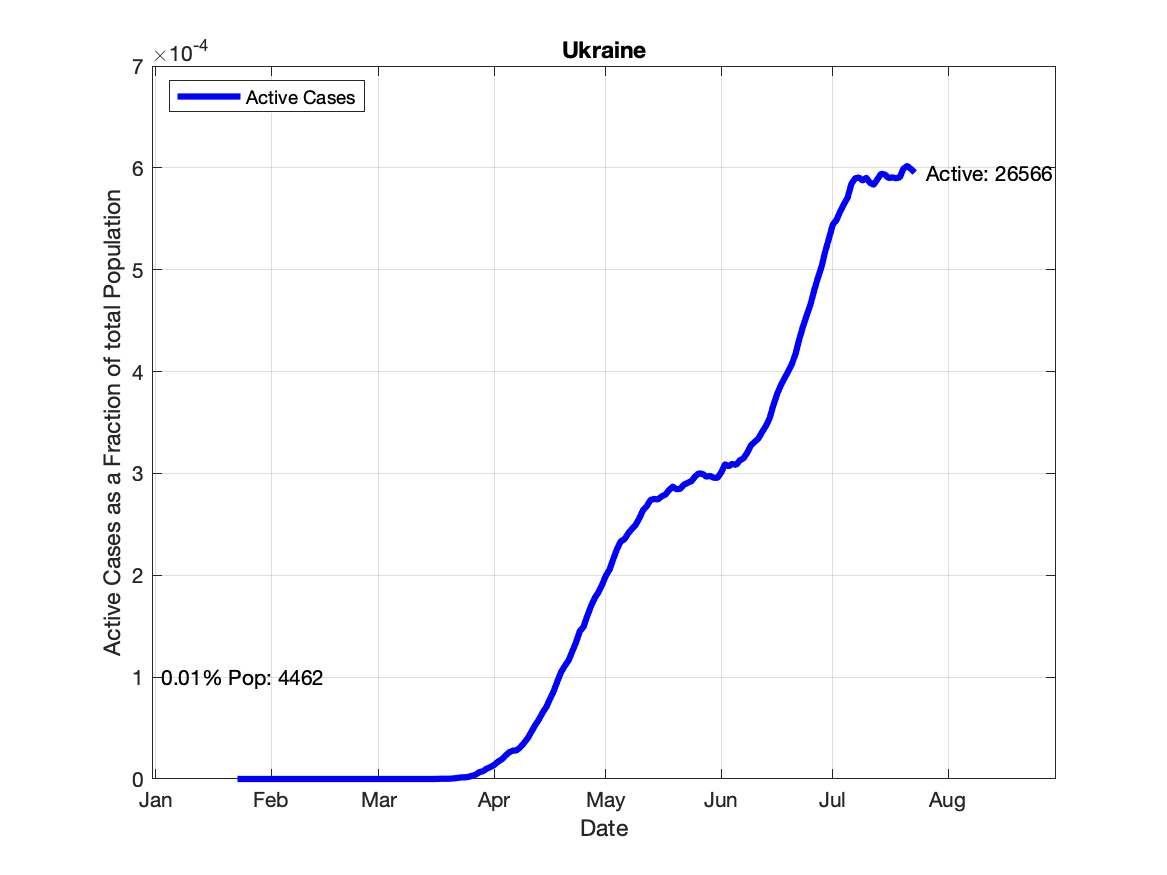 Ukraine
×10-4
7
Active Cases
6
Active: 26566
5
4
3
2
1
0.01% Pop: 4462
0
Jan Feb Mar Apr May Jun Jul Aug
Date
Active Cases as a Fraction of total Population